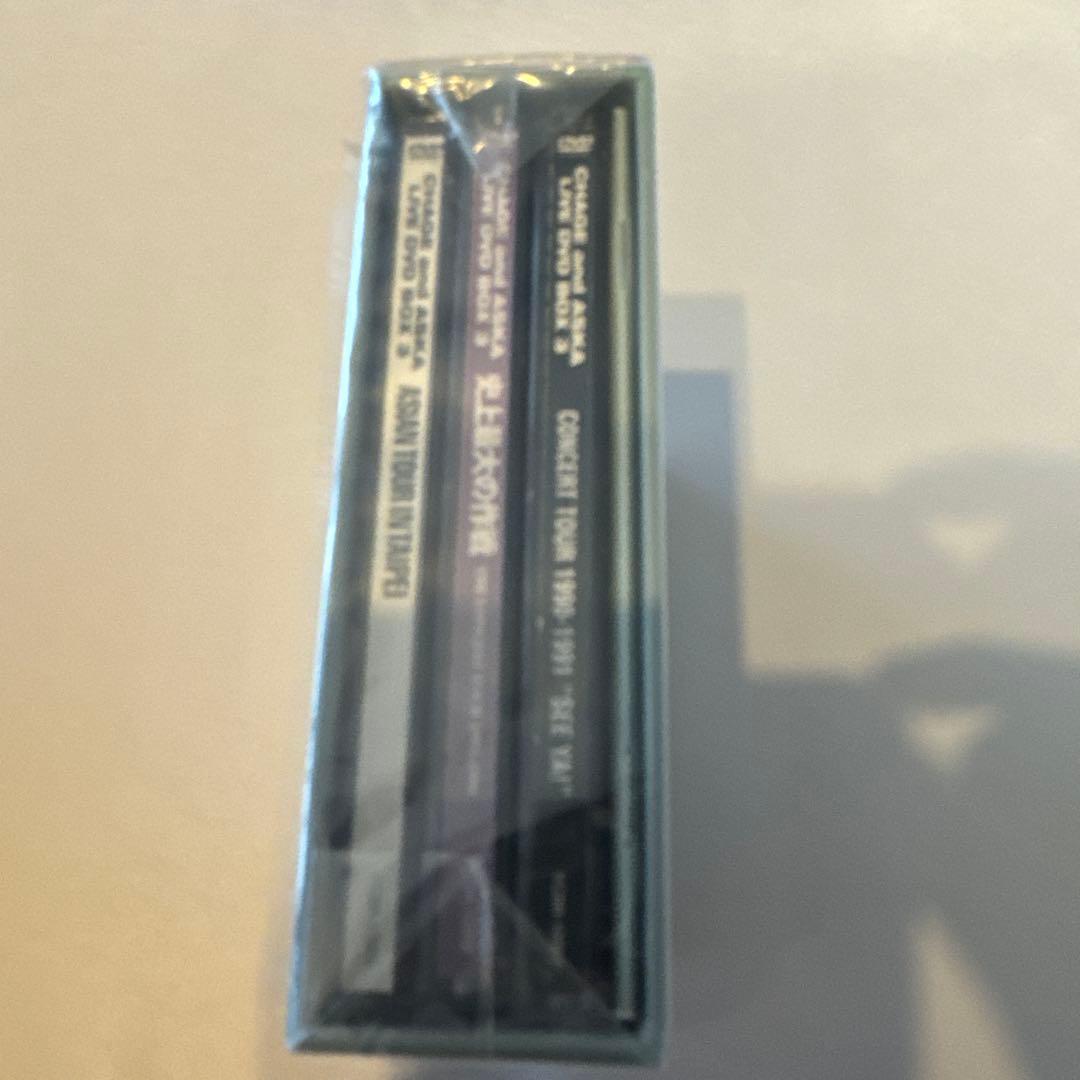 CHAGE and ASKA
LIVE DVD BOX 3
ASIAN TOUR IN TAIPEI
CHAGE and ASKA
LIVE DVD BOX 3
史上最大の作戦
CHAGE and ASKA
LIVE DVD BOX 3
CONCERT TOUR 1990-1991 "SEE YA!"